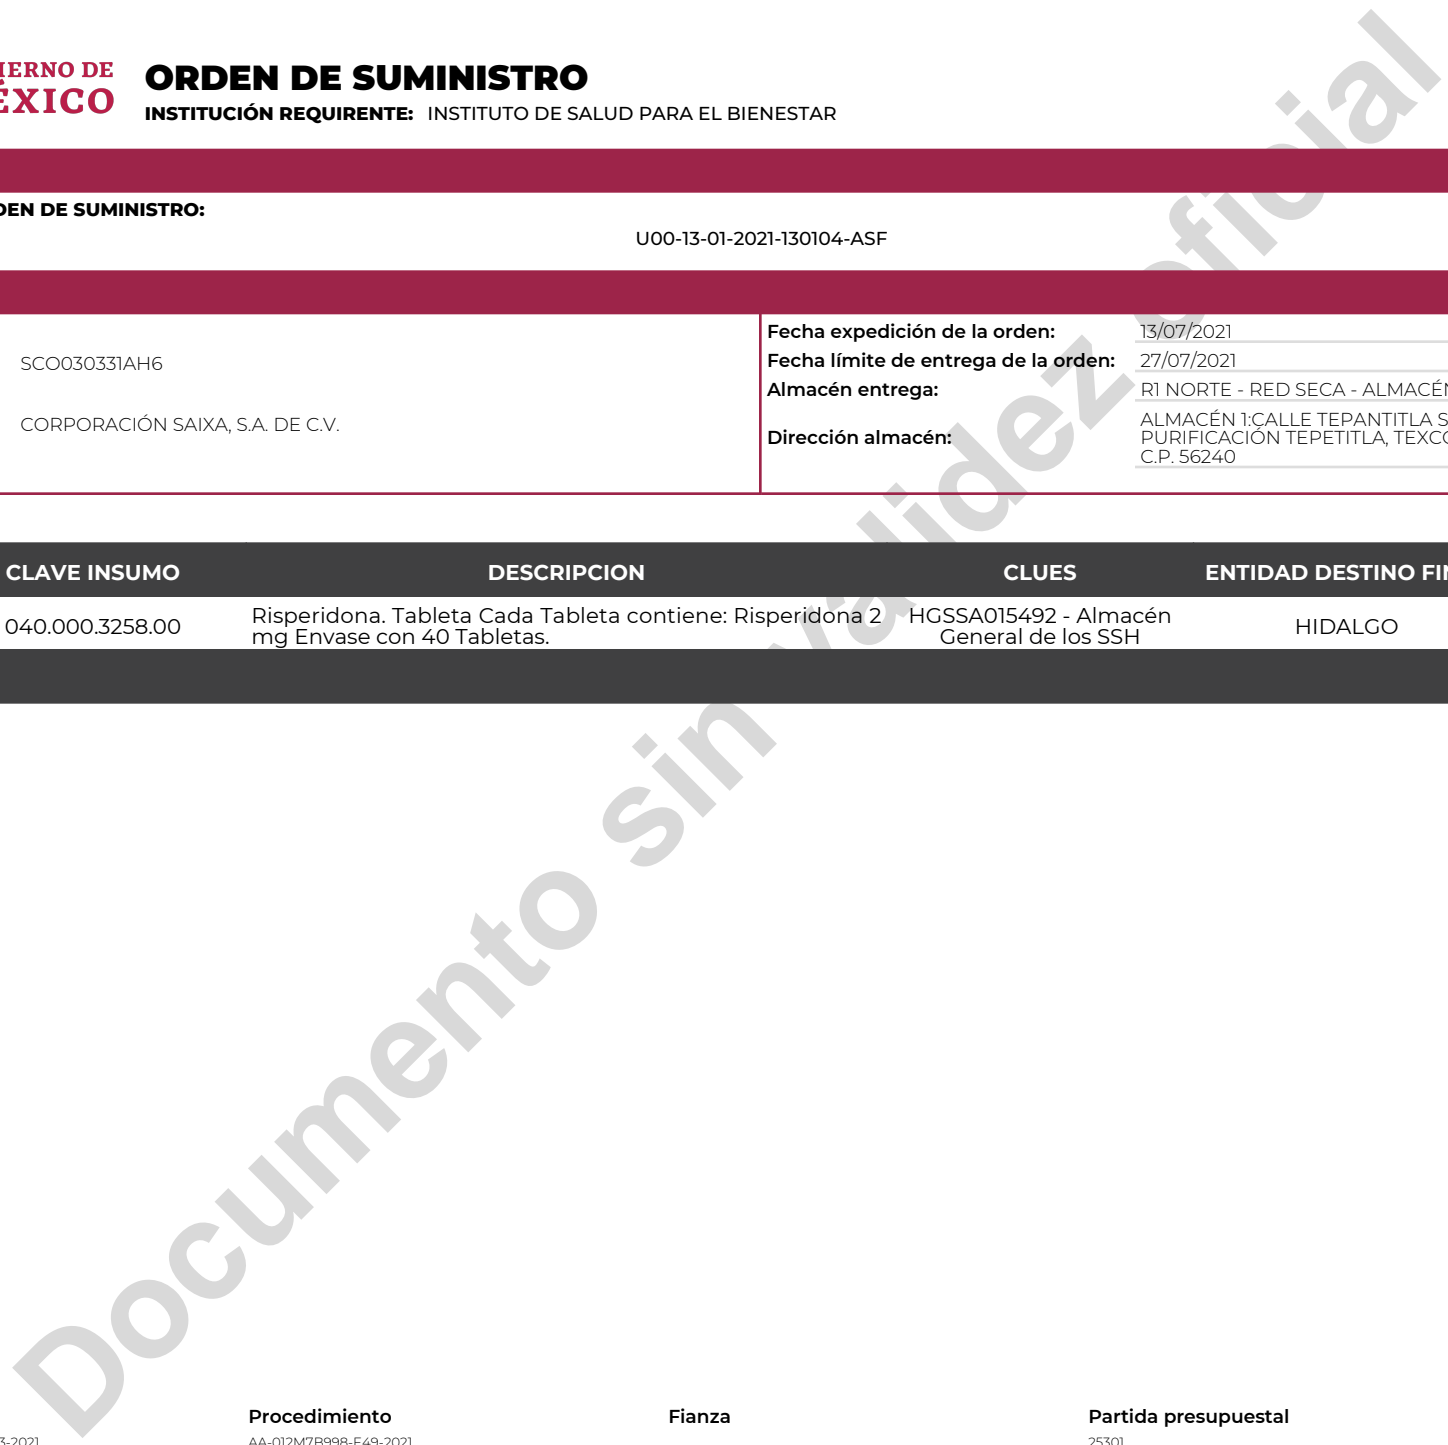 IERNO DE
ÉXICO
ORDEN DE SUMINISTRO
INSTITUCIÓN REQUIRENTE: INSTITUTO DE SALUD PARA EL BIENESTAR
DEN DE SUMINISTRO:
U00-13-01-2021-130104-ASF
SCO030331AH6
CORPORACIÓN SAIXA, S.A. DE C.V.
Fecha expedición de la orden: 13/07/2021
Fecha límite de entrega de la orden: 27/07/2021
Almacén entrega: R1 NORTE - RED SECA - ALMACÉN
Dirección almacén:
ALMACÉN 1:CALLE TEPANTITLA S
PURIFICACIÓN TEPETITLA, TEXCO
C.P. 56240
CLAVE INSUMO DESCRIPCION CLUES ENTIDAD DESTINO FIN
040.000.3258.00
Risperidona. Tableta Cada Tableta contiene: Risperidona 2
mg Envase con 40 Tabletas.
HGSSA015492 - Almacén
General de los SSH
HIDALGO
Documento sin validez oficial
Procedimiento Fianza Partida presupuestal
3-2021 AA-012M7B998-E49-2021 25301